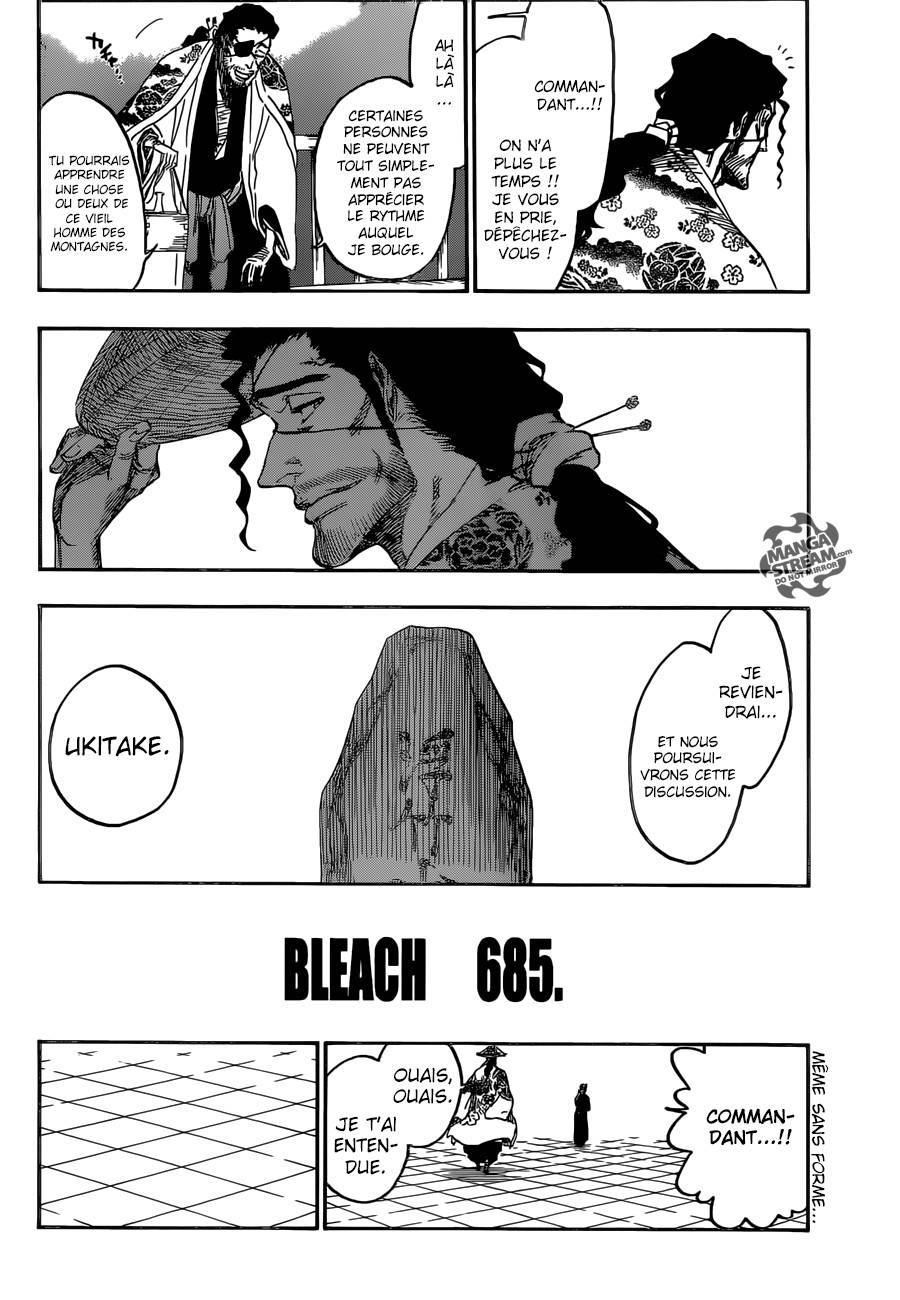 COMMAN-
DANT...!!
ON N'A
PLUS LE
TEMPS !!
JE VOUS
EN PRIE,
DÉPÊCHEZ-
VOUS !
AH
LÀ
LÀ...
CERTAINES
PERSONNES
NE PEUVENT
TOUT SIMPLE-
MENT PAS
APPRÉCIER
LE RYTHME
AUQUEL
JE BOUGE.
TU POURRAIS
APPRENDRE
UNE CHOSE
OU DEUX DE
CE VIEIL
HOMME DES
MONTAGNES.
MANGA
STREAM.com
DO NOT MIRROR!
JE
REVIEN-
DRAI...
ET NOUS
POURSUI-
VRONS CETTE
DISCUSSION.
UKITAKE.
BLEACH 685.
MÊME SANS FORME...
COMMAN-
DANT...!!
OUAIS,
OUAIS.
JE T'AI
ENTEN-
DUE.